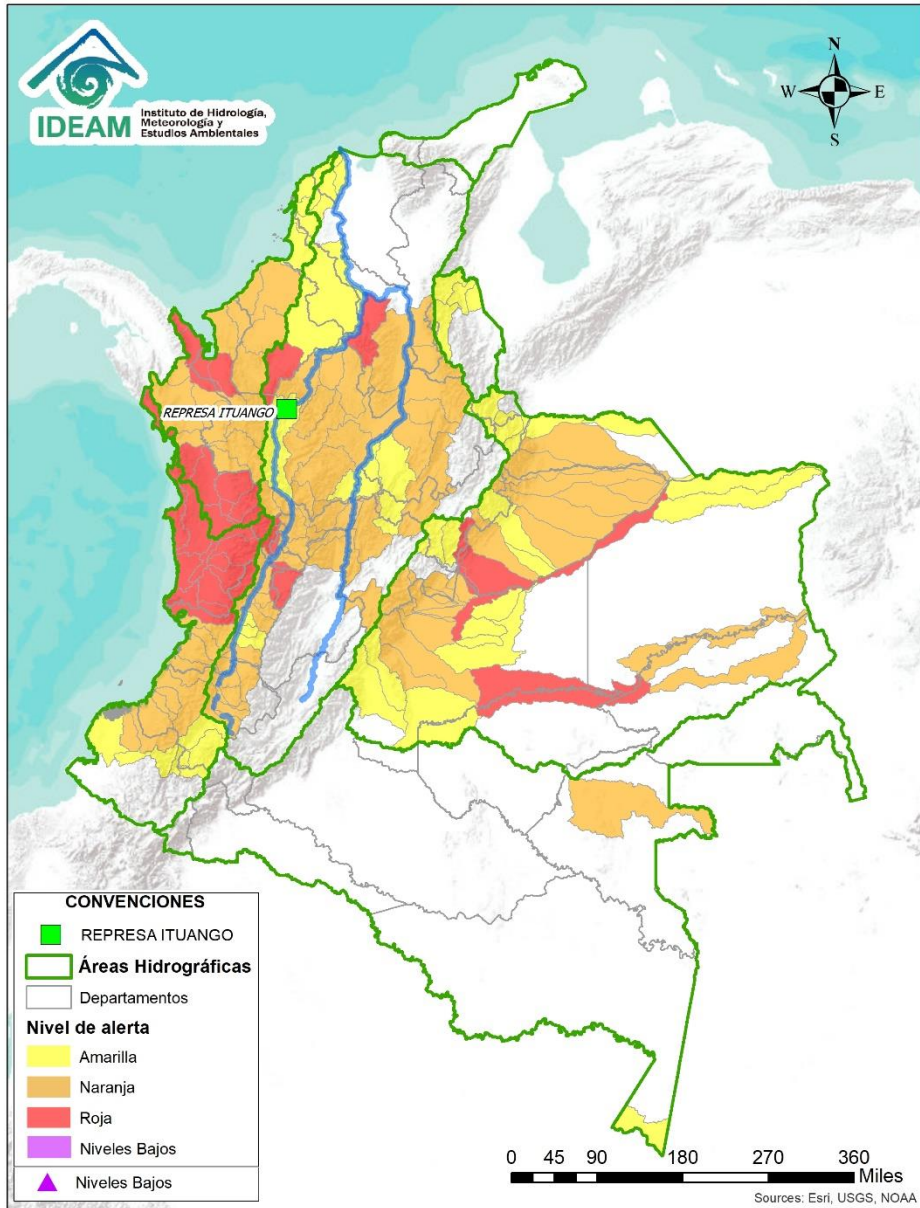 IDEAM
Instituto de Hidrología,
Meteorología y
Estudios Ambientales
N
W
E
S
REPRESA ITUANGO
CONVENCIONES
REPRESA ITUANGO
Áreas Hidrográficas
Departamentos
Nivel de alerta
Amarilla
Naranja
Roja
Niveles Bajos
Niveles Bajos
0 45 90 180 270 360
Miles
Sources: Esri, USGS, NOAA